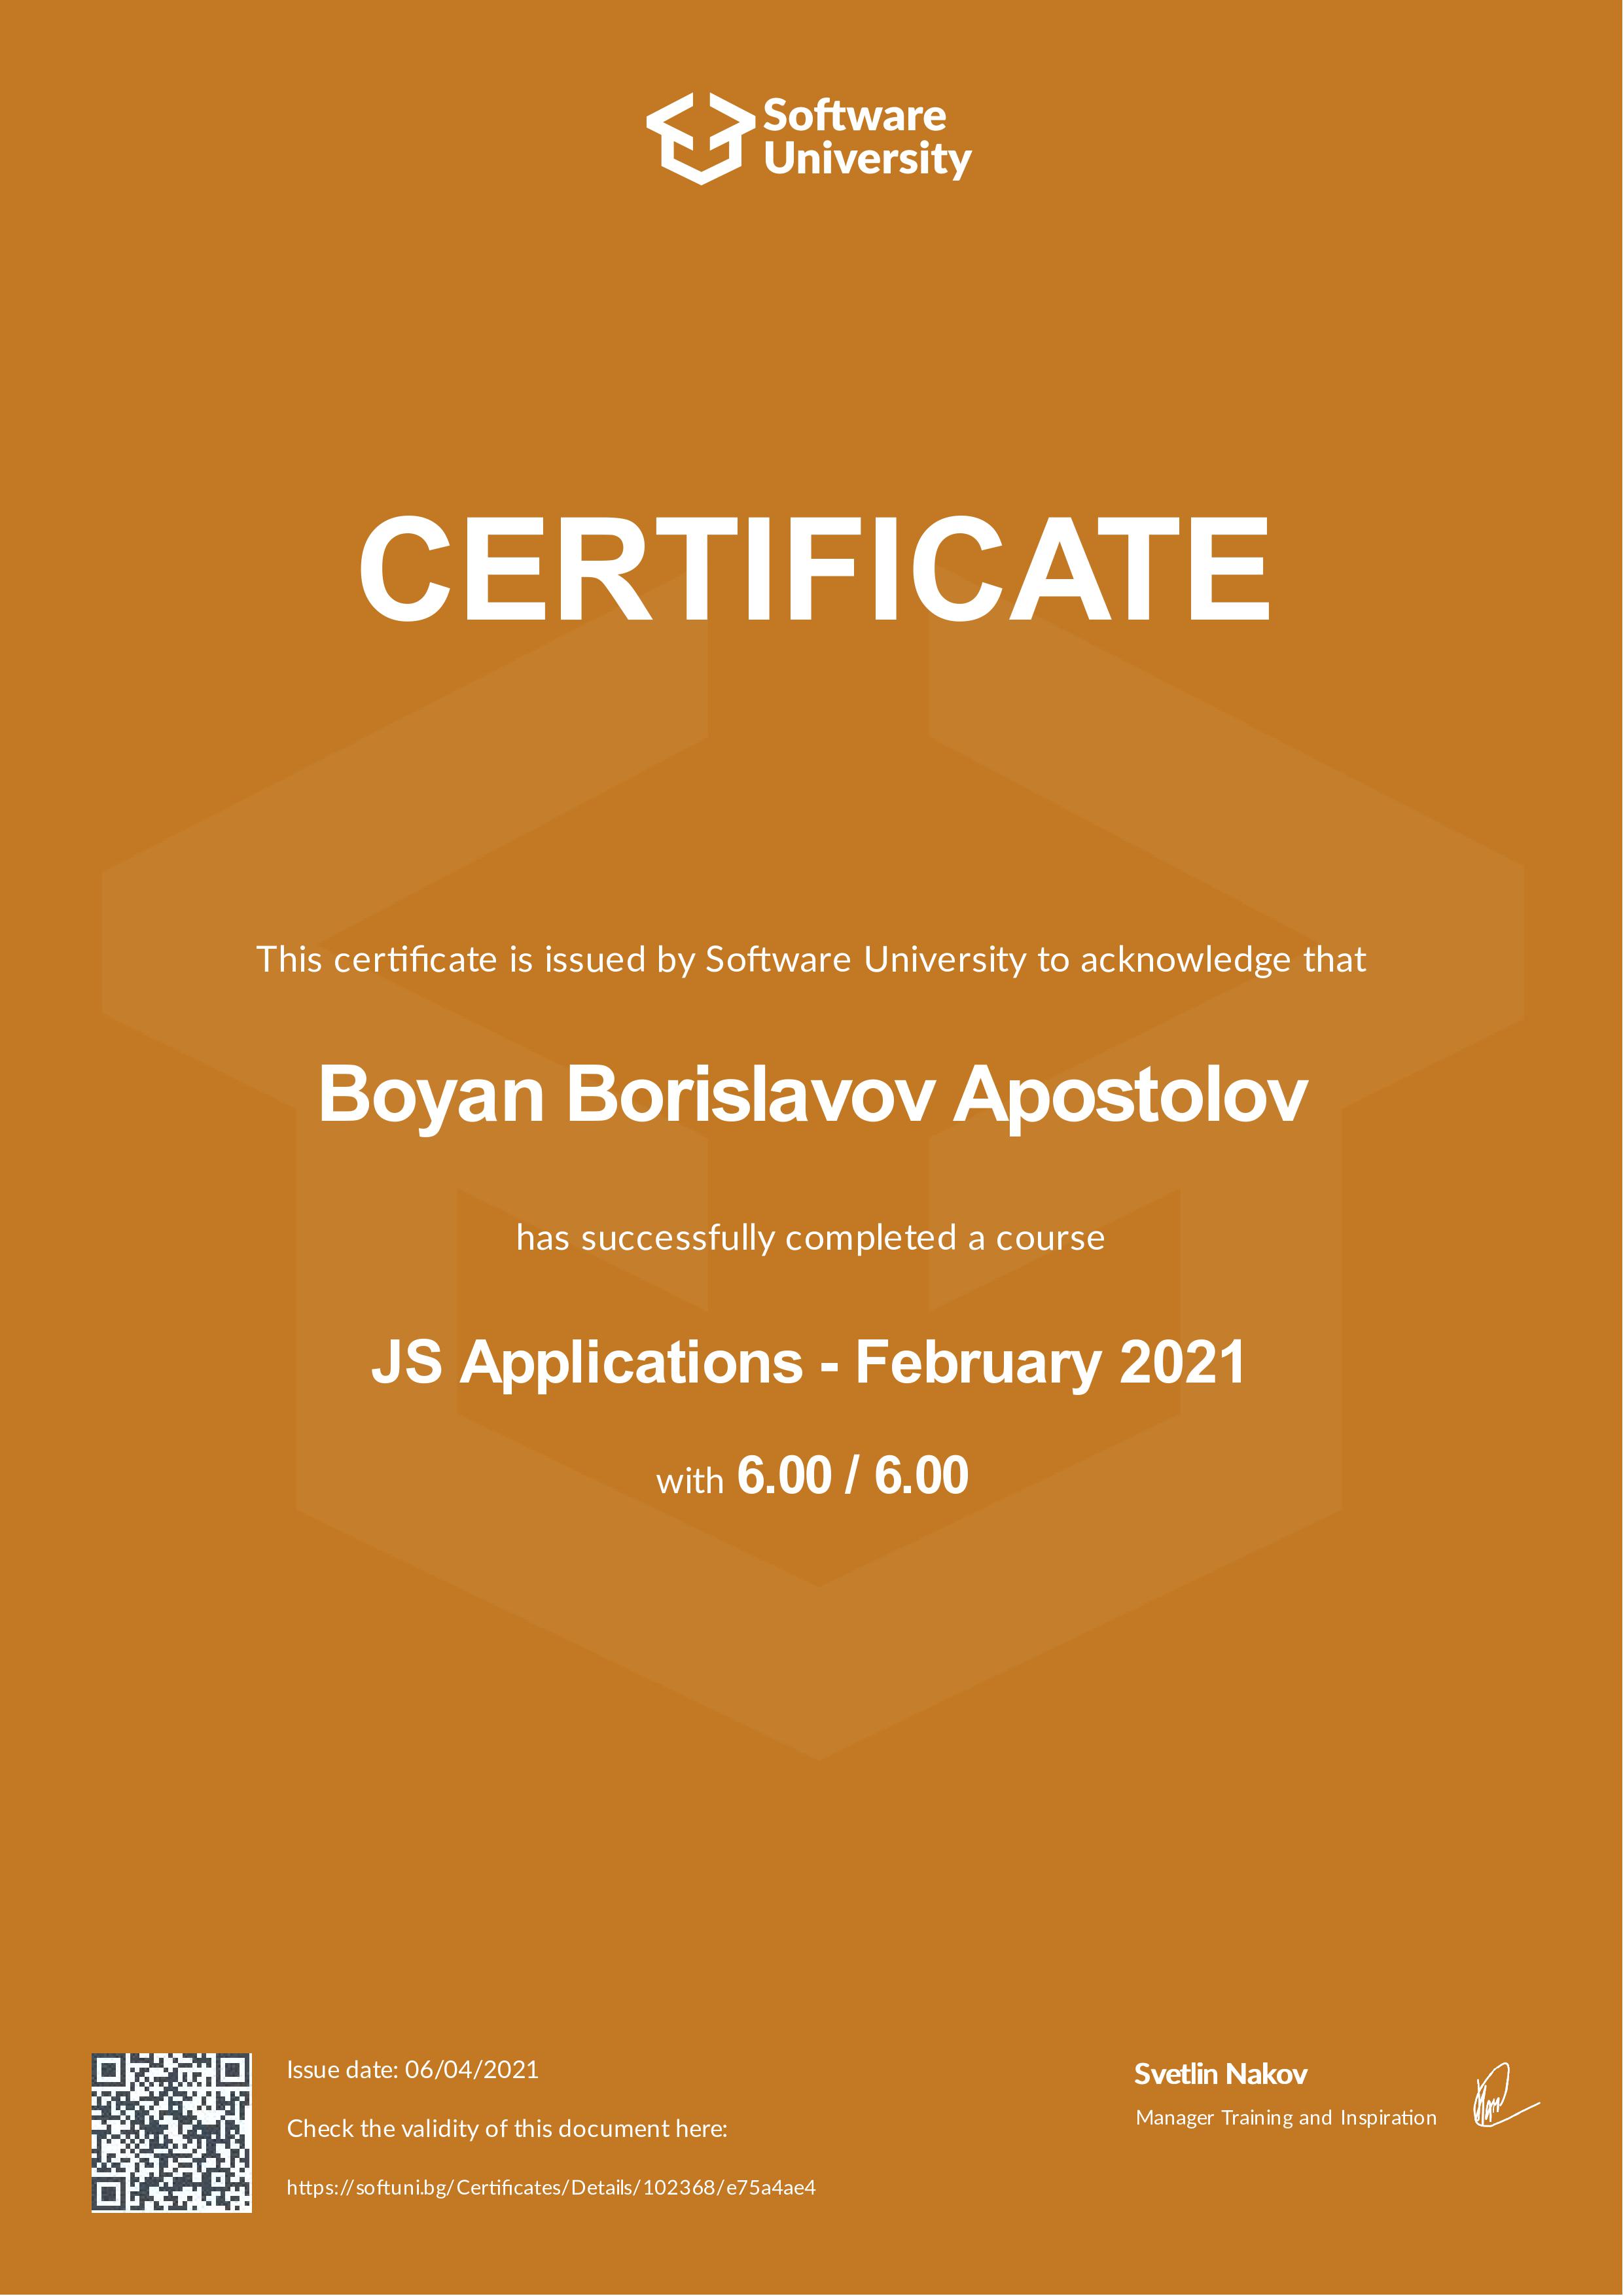 Software
University
CERTIFICATE
This certificate is issued by Software University to acknowledge that
Boyan Borislavov Apostolov
has successfully completed a course
JS Applications - February 2021
with 6.00 / 6.00
Issue date: 06/04/2021
Check the validity of this document here:
https://softuni.bg/Certificates/Details/102368/e75a4ae4
Svetlin Nakov
Manager Training and Inspiration